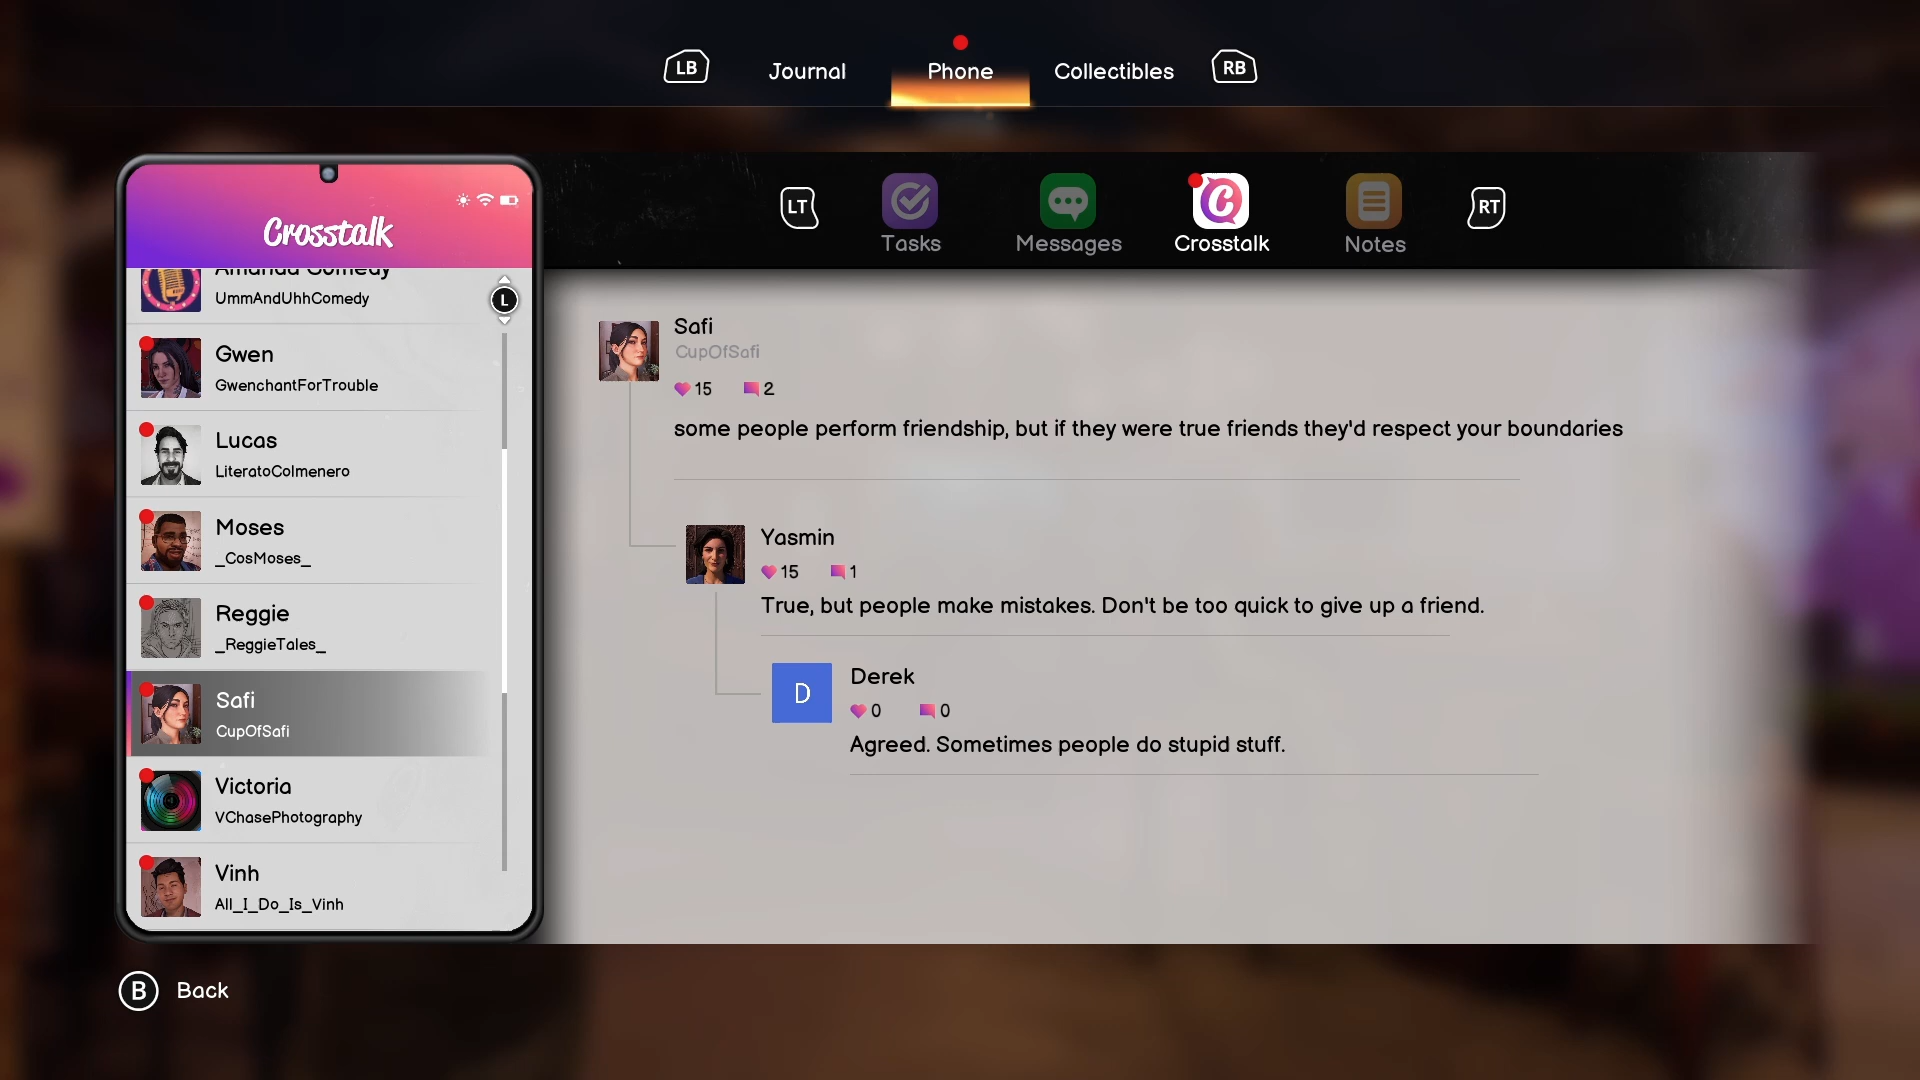 LB
Journal
Phone
Collectibles
RB
Crosstalk
LT
Tasks
Messages
Crosstalk
Notes
RT
Amanda Comedy
UmmAndUhhComedy
L
Gwen
GwenchantForTrouble
Lucas
LiteratoColmenero
Moses
_CosMoses_
Reggie
_ReggieTales_
Safi
CupOfSafi
Victoria
VChasePhotography
Vinh
All_I_Do_Is_Vinh
Safi
CupOfSafi
15 2
some people perform friendship, but if they were true friends they'd respect your boundaries
Yasmin
15 1
True, but people make mistakes. Don't be too quick to give up a friend.
D
Derek
0 0
Agreed. Sometimes people do stupid stuff.
B Back